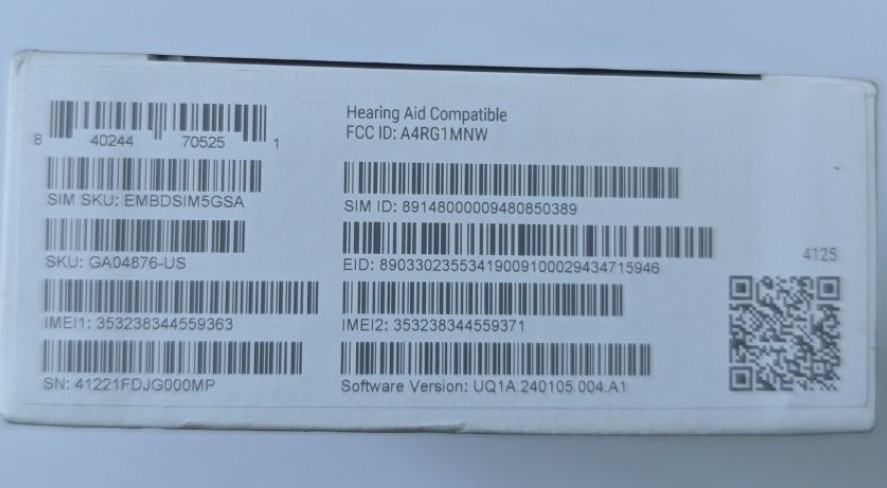 8 40244 70525 1
SIM SKU: EMBDSIM5GSA
SKU: GA04876-US
IMEI1: 353238344559363
SN: 41221FDJG000MP
Hearing Aid Compatible
FCC ID: A4RG1MNW
SIM ID: 89148000009480850389
EID: 89033023553419009100029434715946
IMEI2: 353238344559371
Software Version: UQ1A.240105.004.A1
4125